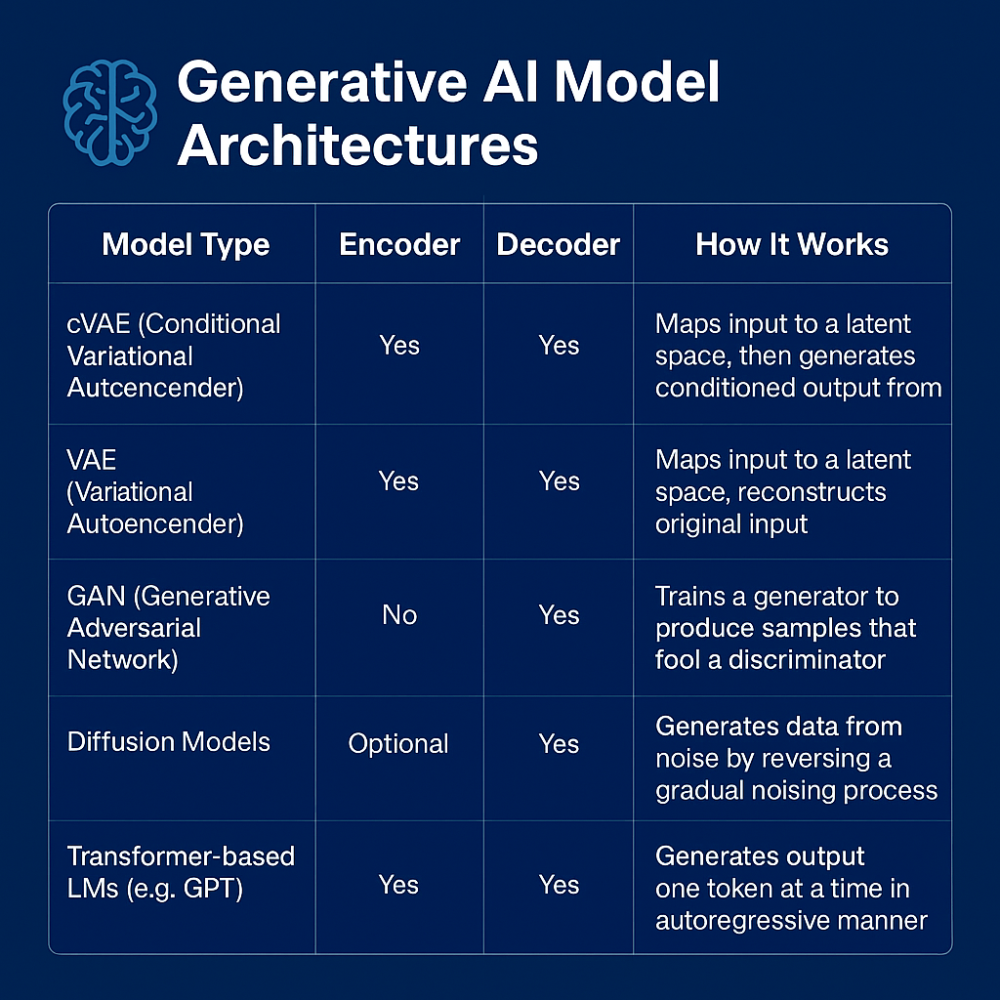 Generative AI Model
Architectures
Model Type
Encoder
Decoder
How It Works
cVAE (Conditional
Variational
Autcencender)
Yes
Yes
Maps input to a latent
space, then generates
conditioned output from
VAE
(Variational
Autoencender)
Yes
Yes
Maps input to a latent
space, reconstructs
original input
GAN (Generative
Adversarial
Network)
No
Yes
Trains a generator to
produce samples that
fool a discriminator
Diffusion Models
Optional
Yes
Generates data from
noise by reversing a
gradual noising process
Transformer-based
LMs (e.g. GPT)
Yes
Yes
Generates output
one token at a time in
autoregressive manner